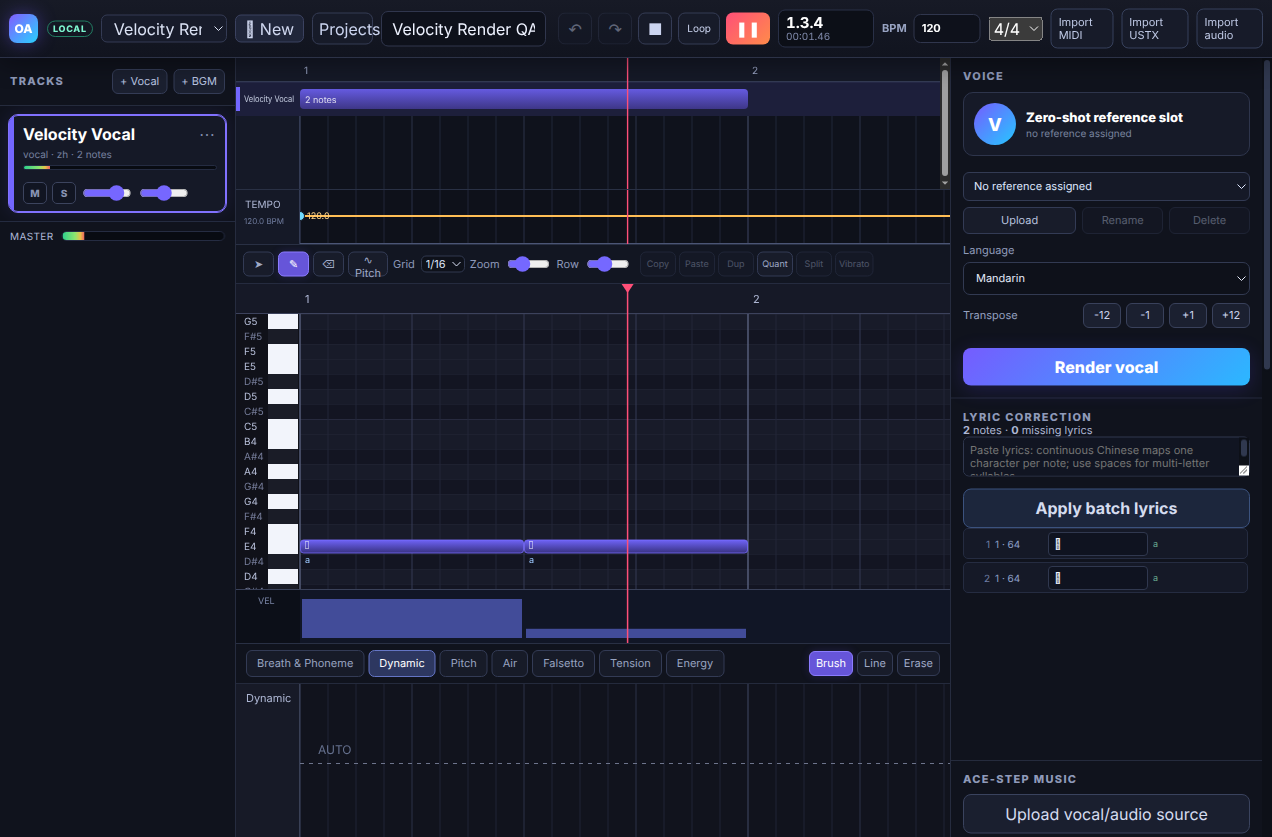 OA
LOCAL
Velocity Rer
New
Projects
Velocity Render QA
Loop
1.3.4
00:01.46
BPM
120
4/4
Import MIDI
Import USTX
Import audio
TRACKS
+ Vocal
+ BGM
Velocity Vocal
vocal · zh · 2 notes
M
S
MASTER
1
2
Velocity Vocal
2 notes
TEMPO
120.0 BPM
120.0
Pitch
Grid
1/16
Zoom
Row
Copy
Paste
Dup
Quant
Split
Vibrato
1
2
G5
F#5
F5
E5
D#5
D5
C#5
C5
B4
A#4
A4
G#4
G4
F#4
F4
E4
D#4
D4
a
a
VEL
Breath & Phoneme
Dynamic
Pitch
Air
Falsetto
Tension
Energy
Brush
Line
Erase
Dynamic
AUTO
VOICE
V
Zero-shot reference slot
no reference assigned
No reference assigned
Upload
Rename
Delete
Language
Mandarin
Transpose
-12
-1
+1
+12
Render vocal
LYRIC CORRECTION
2 notes · 0 missing lyrics
Paste lyrics: continuous Chinese maps one
character per note; use spaces for multi-letter
Apply batch lyrics
1 1 · 64
a
2 1 · 64
a
ACE-STEP MUSIC
Upload vocal/audio source